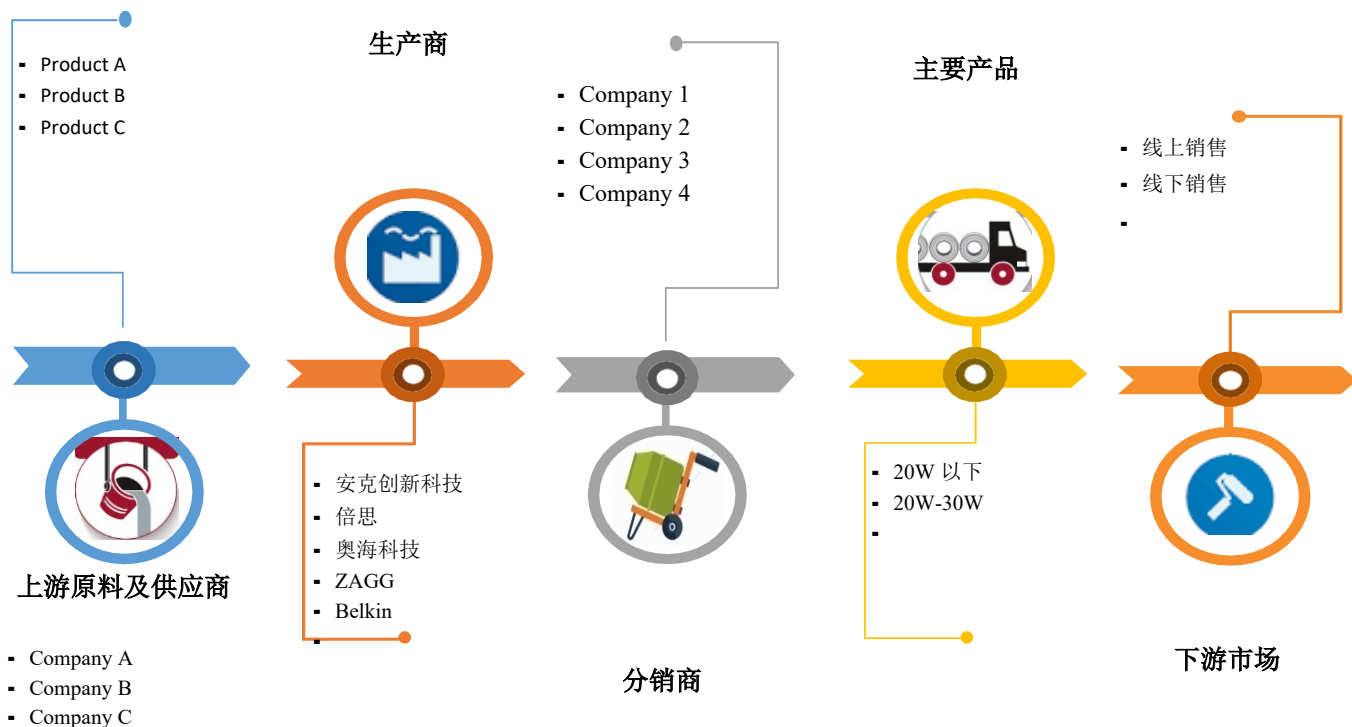 Product A
Product B
Product C
上游原料及供应商
Company A
Company B
Company C
生产商
安克创新科技
倍思
奥海科技
ZAGG
Belkin
Company 1
Company 2
Company 3
Company 4
分销商
主要产品
20W 以下
20W-30W
线上销售
线下销售
下游市场